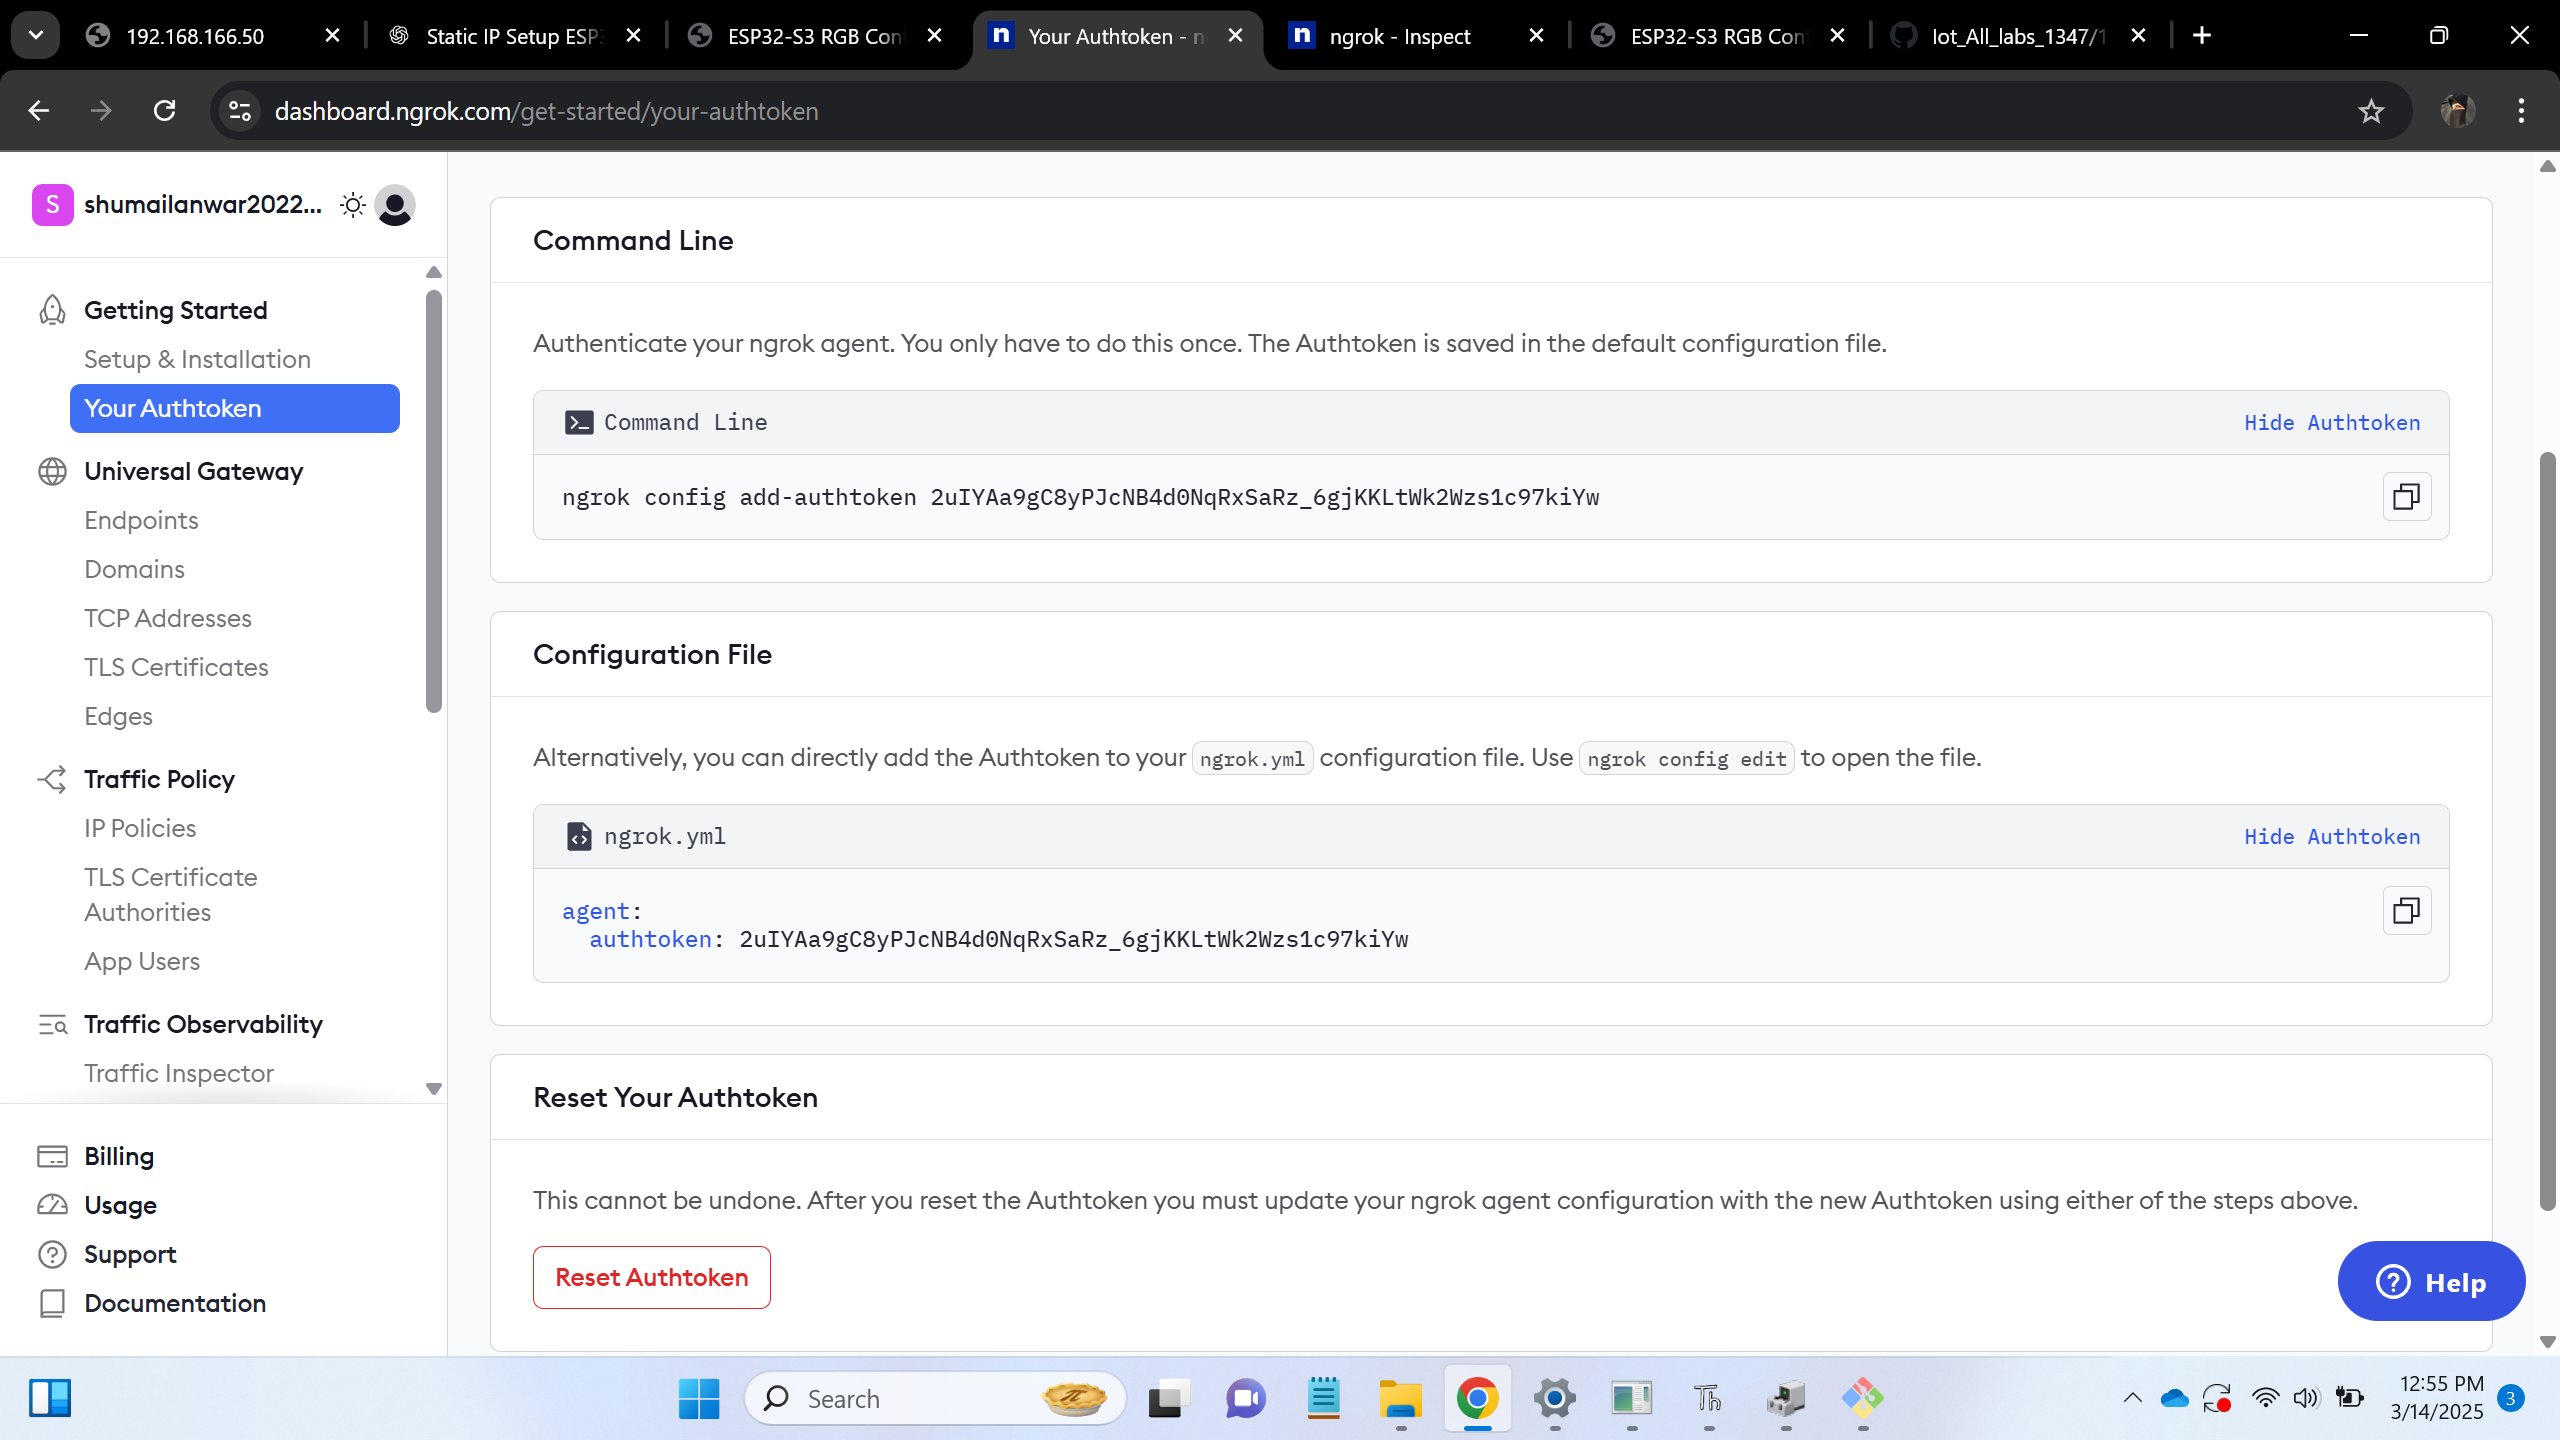 192.168.166.50
Static IP Setup ESP3
ESP32-S3 RGB Con
Your Authtoken - n
ngrok - Inspect
ESP32-S3 RGB Con
Iot_All_labs_1347/1
dashboard.ngrok.com/get-started/your-authtoken
S shumailanwar2022...
Getting Started
Setup & Installation
Your Authtoken
Universal Gateway
Endpoints
Domains
TCP Addresses
TLS Certificates
Edges
Traffic Policy
IP Policies
TLS Certificate
Authorities
App Users
Traffic Observability
Traffic Inspector
Billing
Usage
Support
Documentation
Command Line
Authenticate your ngrok agent. You only have to do this once. The Authtoken is saved in the default configuration file.
Command Line
Hide Authtoken
ngrok config add-authtoken 2uIYAa9gC8yPJcNB4d0NqRxSaRz_6gjKKLtWk2Wzs1c97kiYw
Configuration File
Alternatively, you can directly add the Authtoken to your ngrok.yml configuration file. Use ngrok config edit to open the file.
ngrok.yml
Hide Authtoken
agent:
authtoken: 2uIYAa9gC8yPJcNB4d0NqRxSaRz_6gjKKLtWk2Wzs1c97kiYw
Reset Your Authtoken
This cannot be undone. After you reset the Authtoken you must update your ngrok agent configuration with the new Authtoken using either of the steps above.
Reset Authtoken
Help
Search
Th
12:55 PM
3/14/2025
3